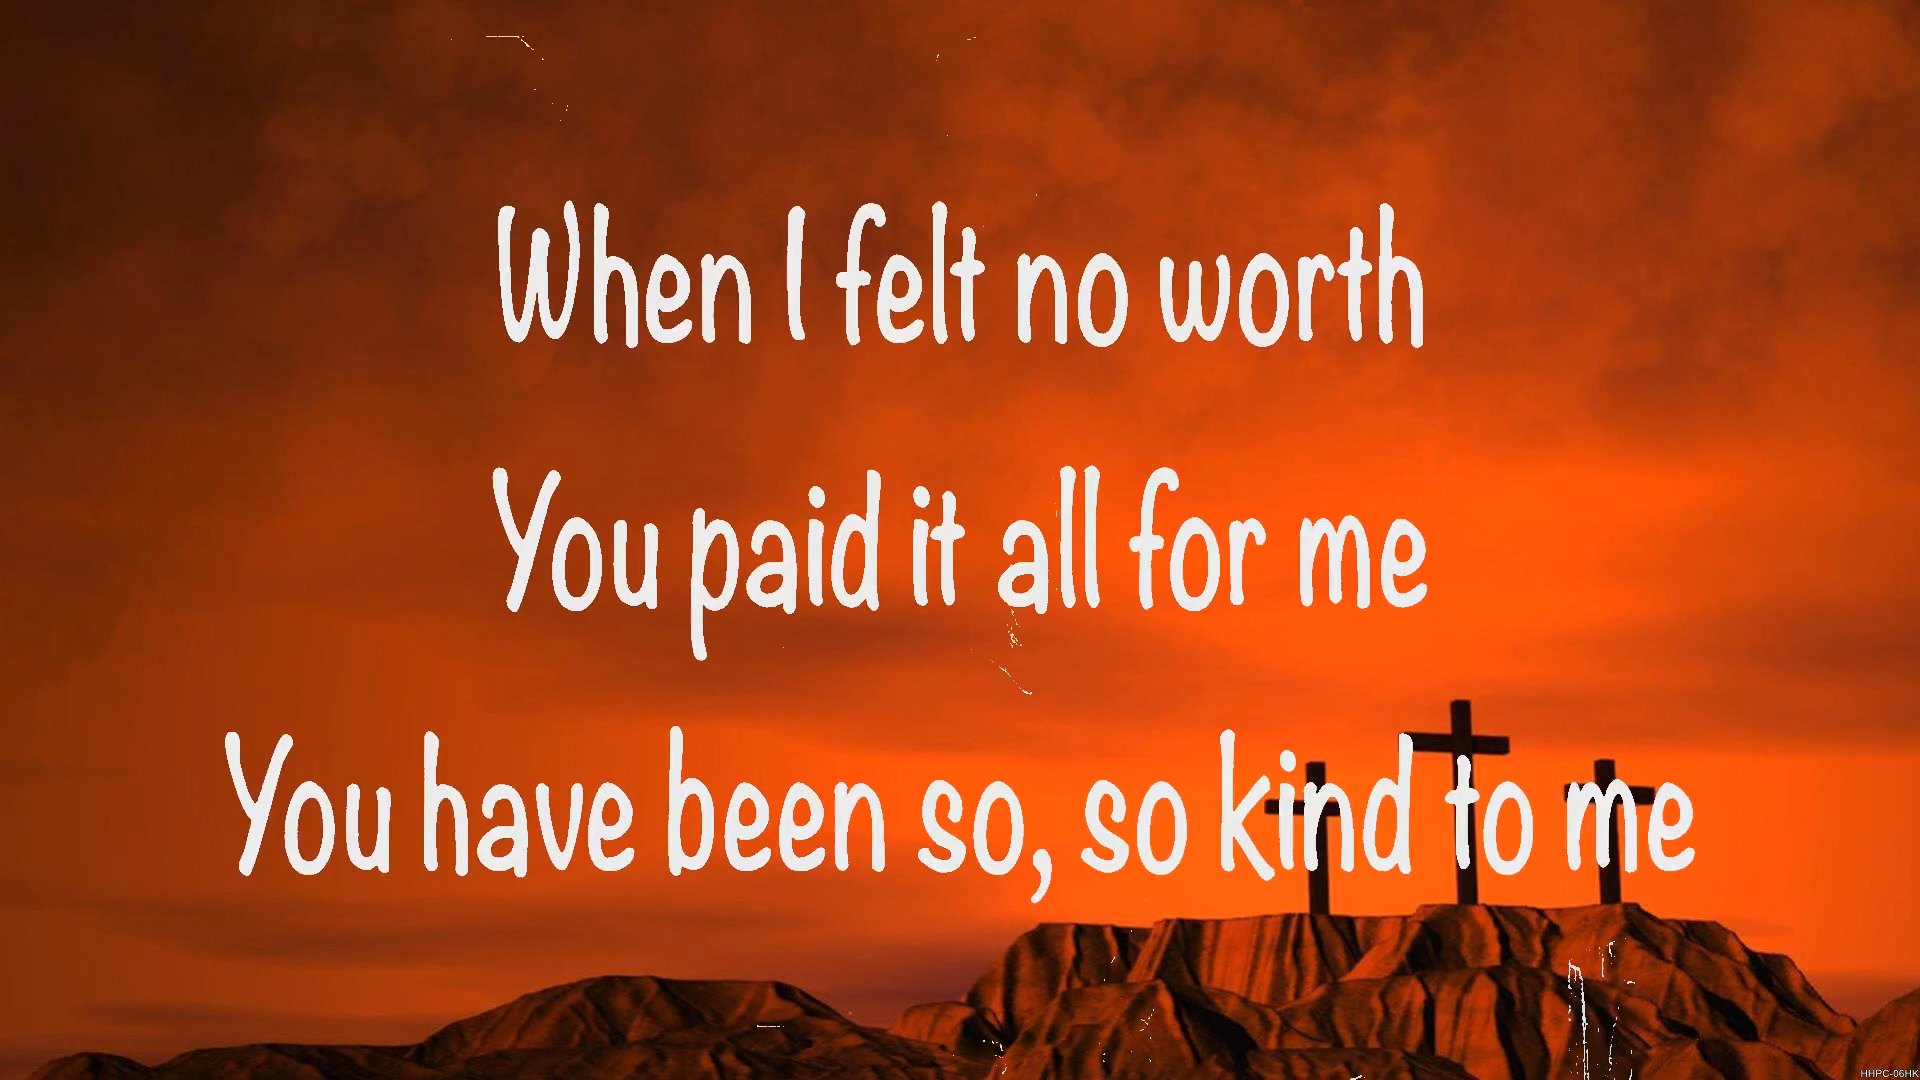 When I felt no worth
You paid it all for me
You have been so, so kind to me
HHPC-06HK